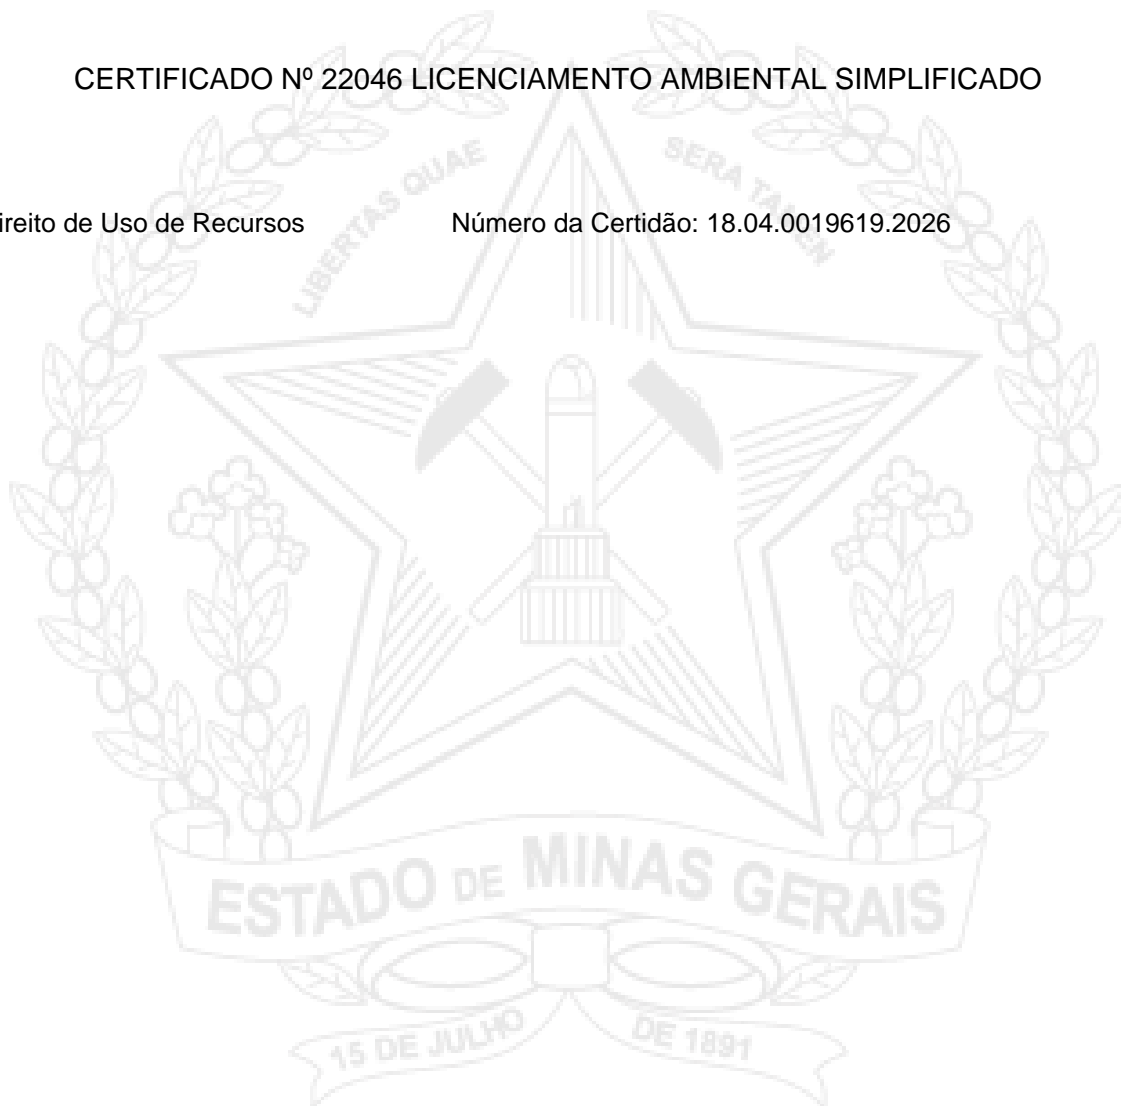 CERTIFICADO Nº 22046 LICENCIAMENTO AMBIENTAL SIMPLIFICADO
LIBERTAS QUAE SERA TAMEN
ireito de Uso de Recursos Número da Certidão: 18.04.0019619.2026
ESTADO DE MINAS GERAIS
15 DE JULHO DE 1891